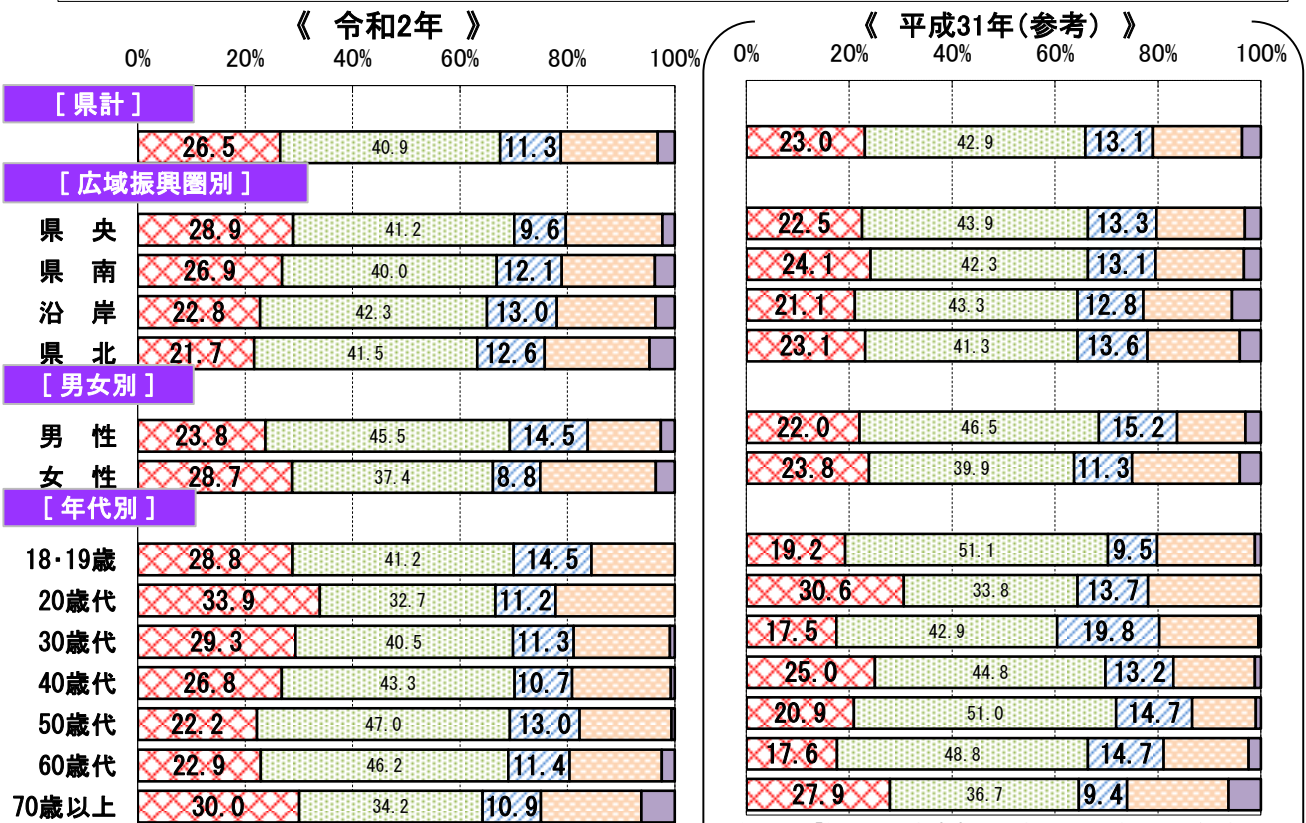 《 令和2年 》
0% 20% 40% 60% 80% 100%
[ 県計 ]
26.5 40.9 11.3
[ 広域振興圏別 ]
県 央 28.9 41.2 9.6
県 南 26.9 40.0 12.1
沿 岸 22.8 42.3 13.0
県 北 21.7 41.5 12.6
[ 男女別 ]
男 性 23.8 45.5 14.5
女 性 28.7 37.4 8.8
[ 年代別 ]
18・19歳 28.8 41.2 14.5
20歳代 33.9 32.7 11.2
30歳代 29.3 40.5 11.3
40歳代 26.8 43.3 10.7
50歳代 22.2 47.0 13.0
60歳代 22.9 46.2 11.4
70歳以上 30.0 34.2 10.9
《 平成31年(参考) 》
0% 20% 40% 60% 80% 100%
23.0 42.9 13.1
22.5 43.9 13.3
24.1 42.3 13.1
21.1 43.3 12.8
23.1 41.3 13.6
22.0 46.5 15.2
23.8 39.9 11.3
19.2 51.1 9.5
30.6 33.8 13.7
17.5 42.9 19.8
25.0 44.8 13.2
20.9 51.0 14.7
17.6 48.8 14.7
27.9 36.7 9.4